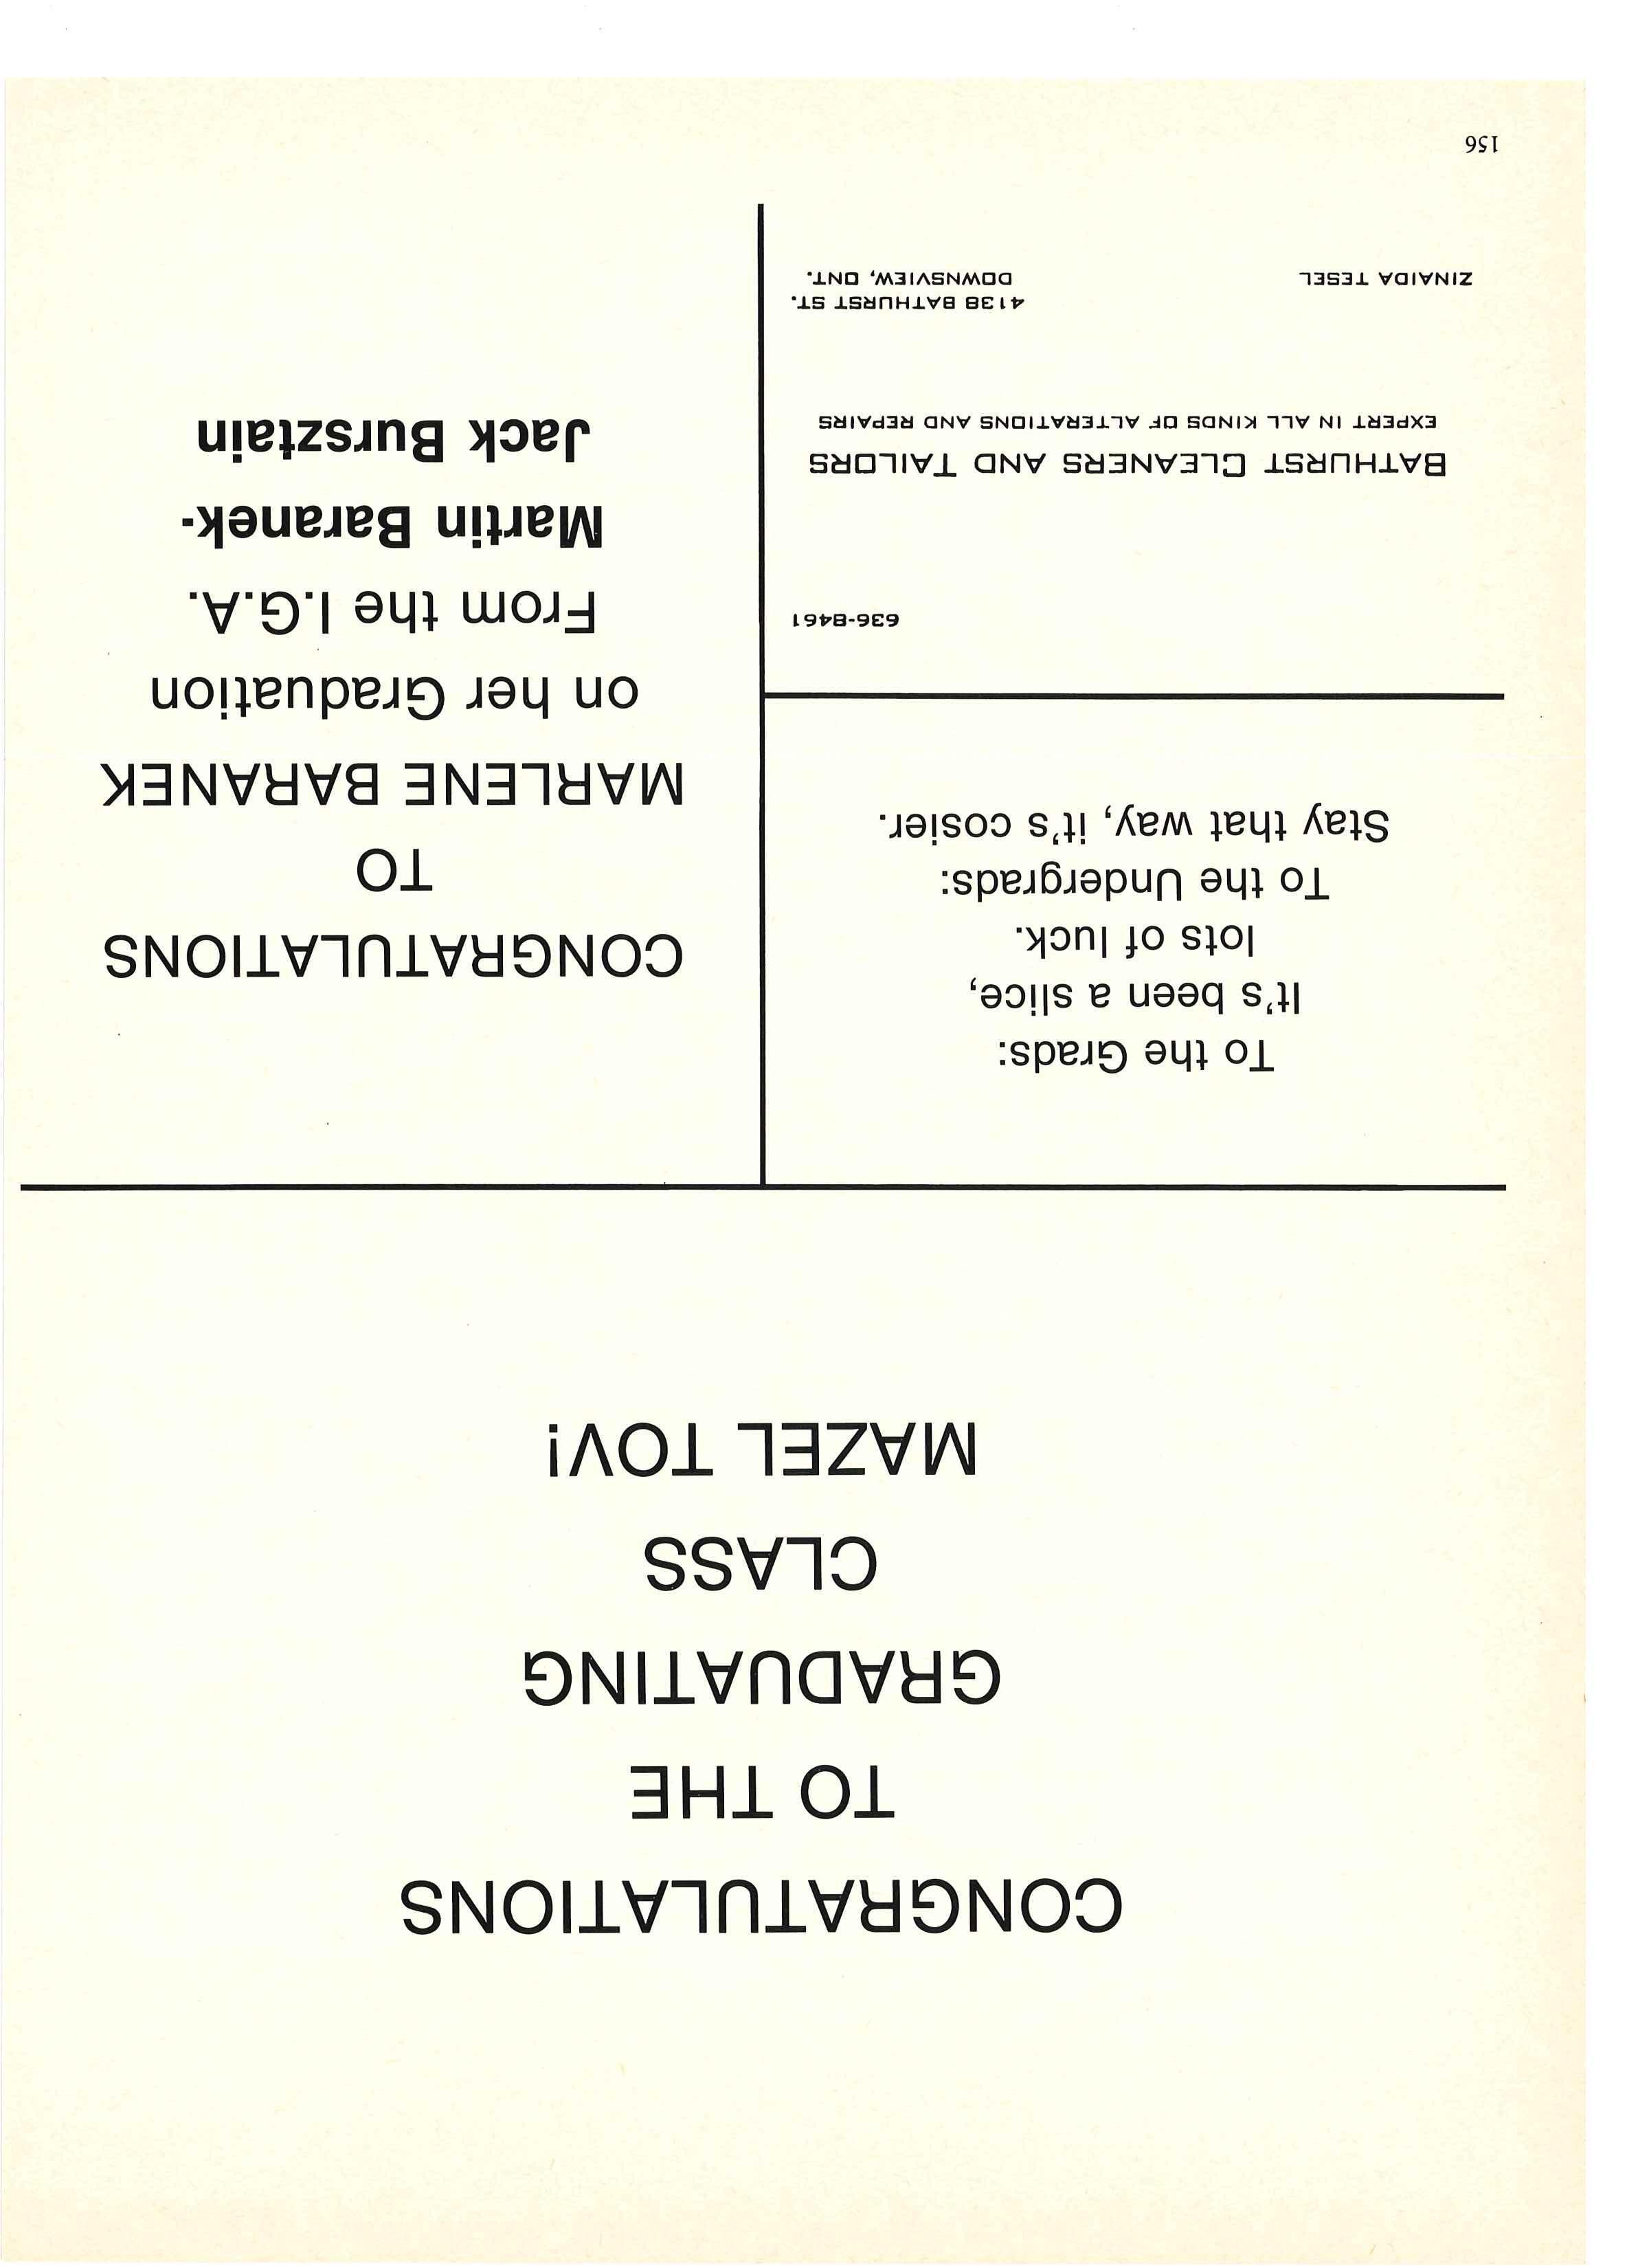 CONGRATULATIONS
TO THE
GRADUATING
CLASS
MAZEL TOV!
To the Grads:
It's been a slice,
lots of luck.
To the Undergrads:
Stay that way, it's cosier.
636-8461
BATHURST CLEANERS AND TAILORS
EXPERT IN ALL KINDS OF ALTERATIONS AND REPAIRS
4138 BATHURST ST.
ZINAIDA TESEL DOWNSVIEW, ONT.
CONGRATULATIONS
TO
MARLENE BARANEK
on her Graduation
From the I.G.A.
Martin Baranek-
Jack Bursztain
156